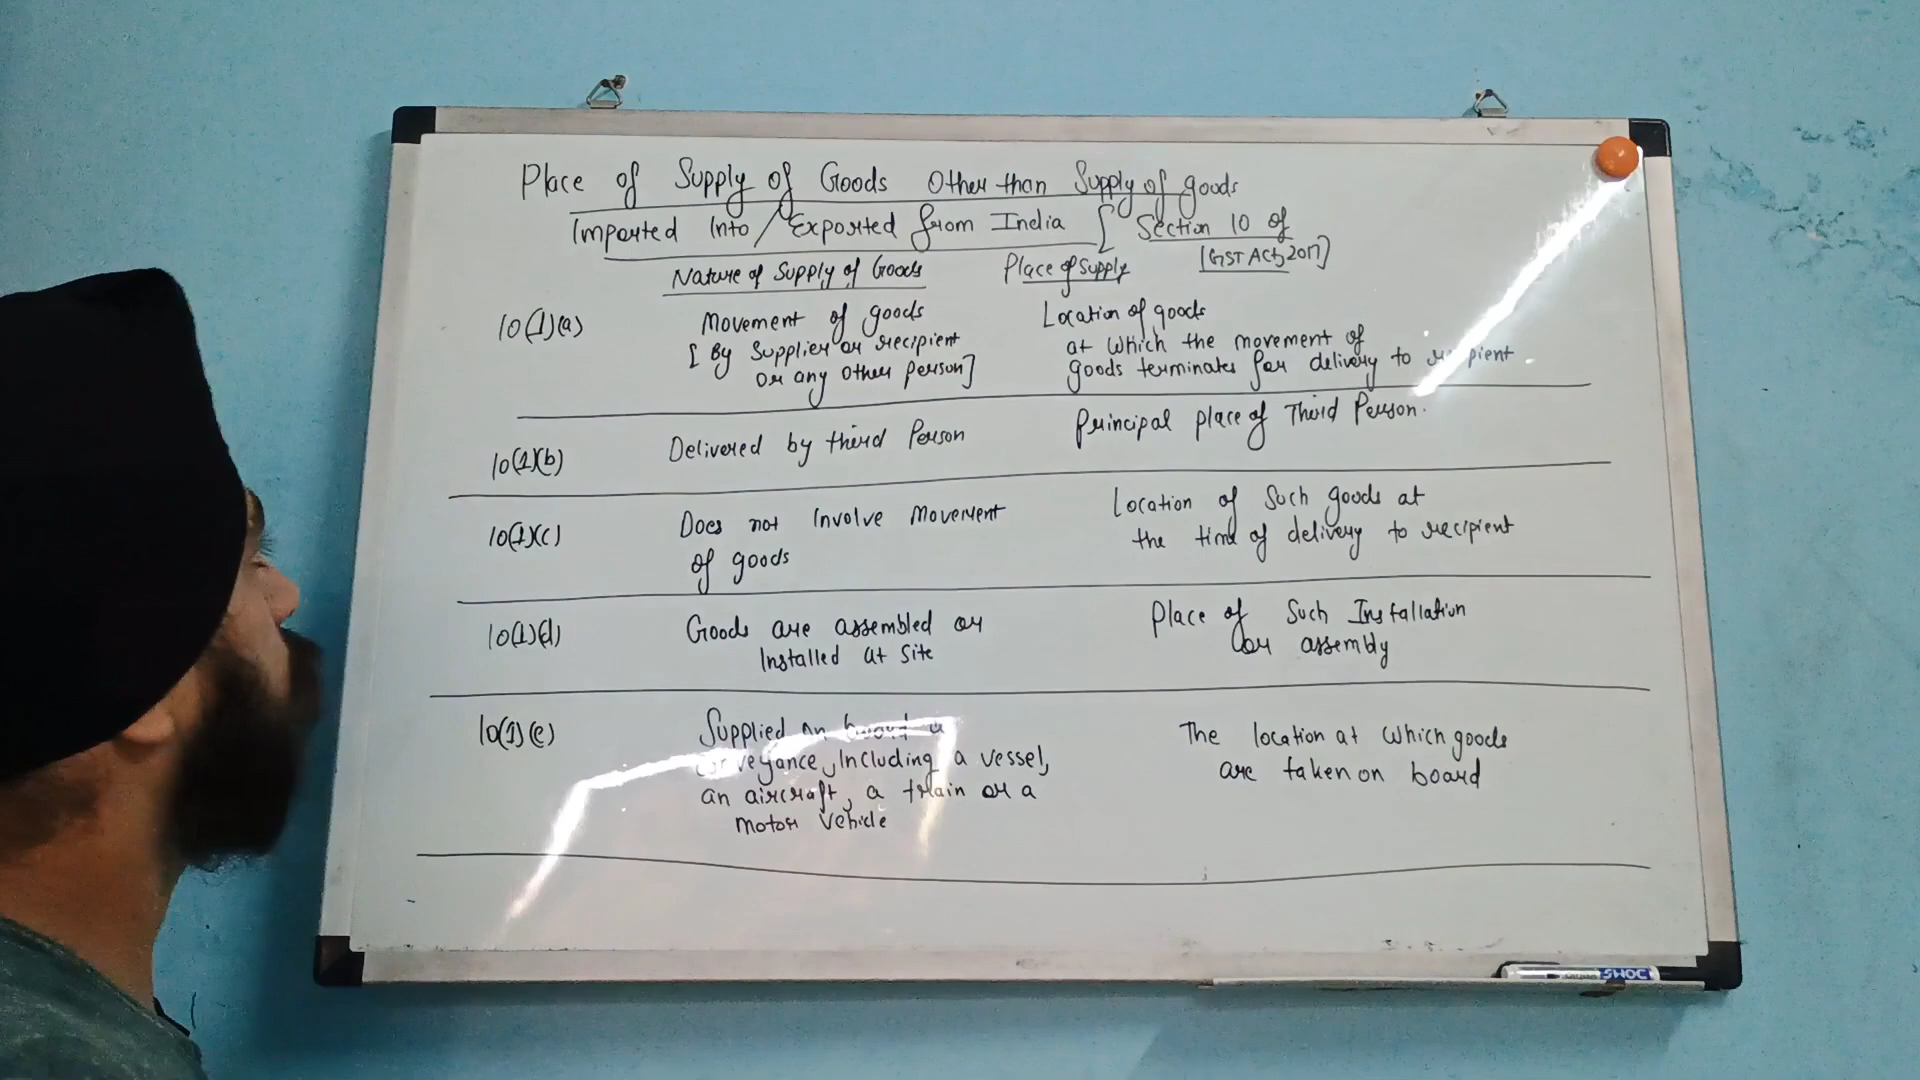 Place of Supply of Goods Other than Supply of goods
Imported Into / Exported from India [ Section 10 of
IGST Act, 2017]
Nature of Supply of Goods Place of Supply
10(1)(a) Movement of goods Location of goods
[ By Supplier or recipient at which the movement of
or any other person] goods terminates for delivery to recipient
10(1)(b) Delivered by third Person Principal place of Third Person.
10(1)(c) Does not Involve Movement Location of Such goods at
of goods the time of delivery to recipient
10(1)(d) Goods are assembled or Place of Such Installation
Installed at Site or assembly
10(1)(e) Supplied on board a The location at which goods
conveyance, Including a vessel, are taken on board
an aircraft, a train or a
motor vehicle